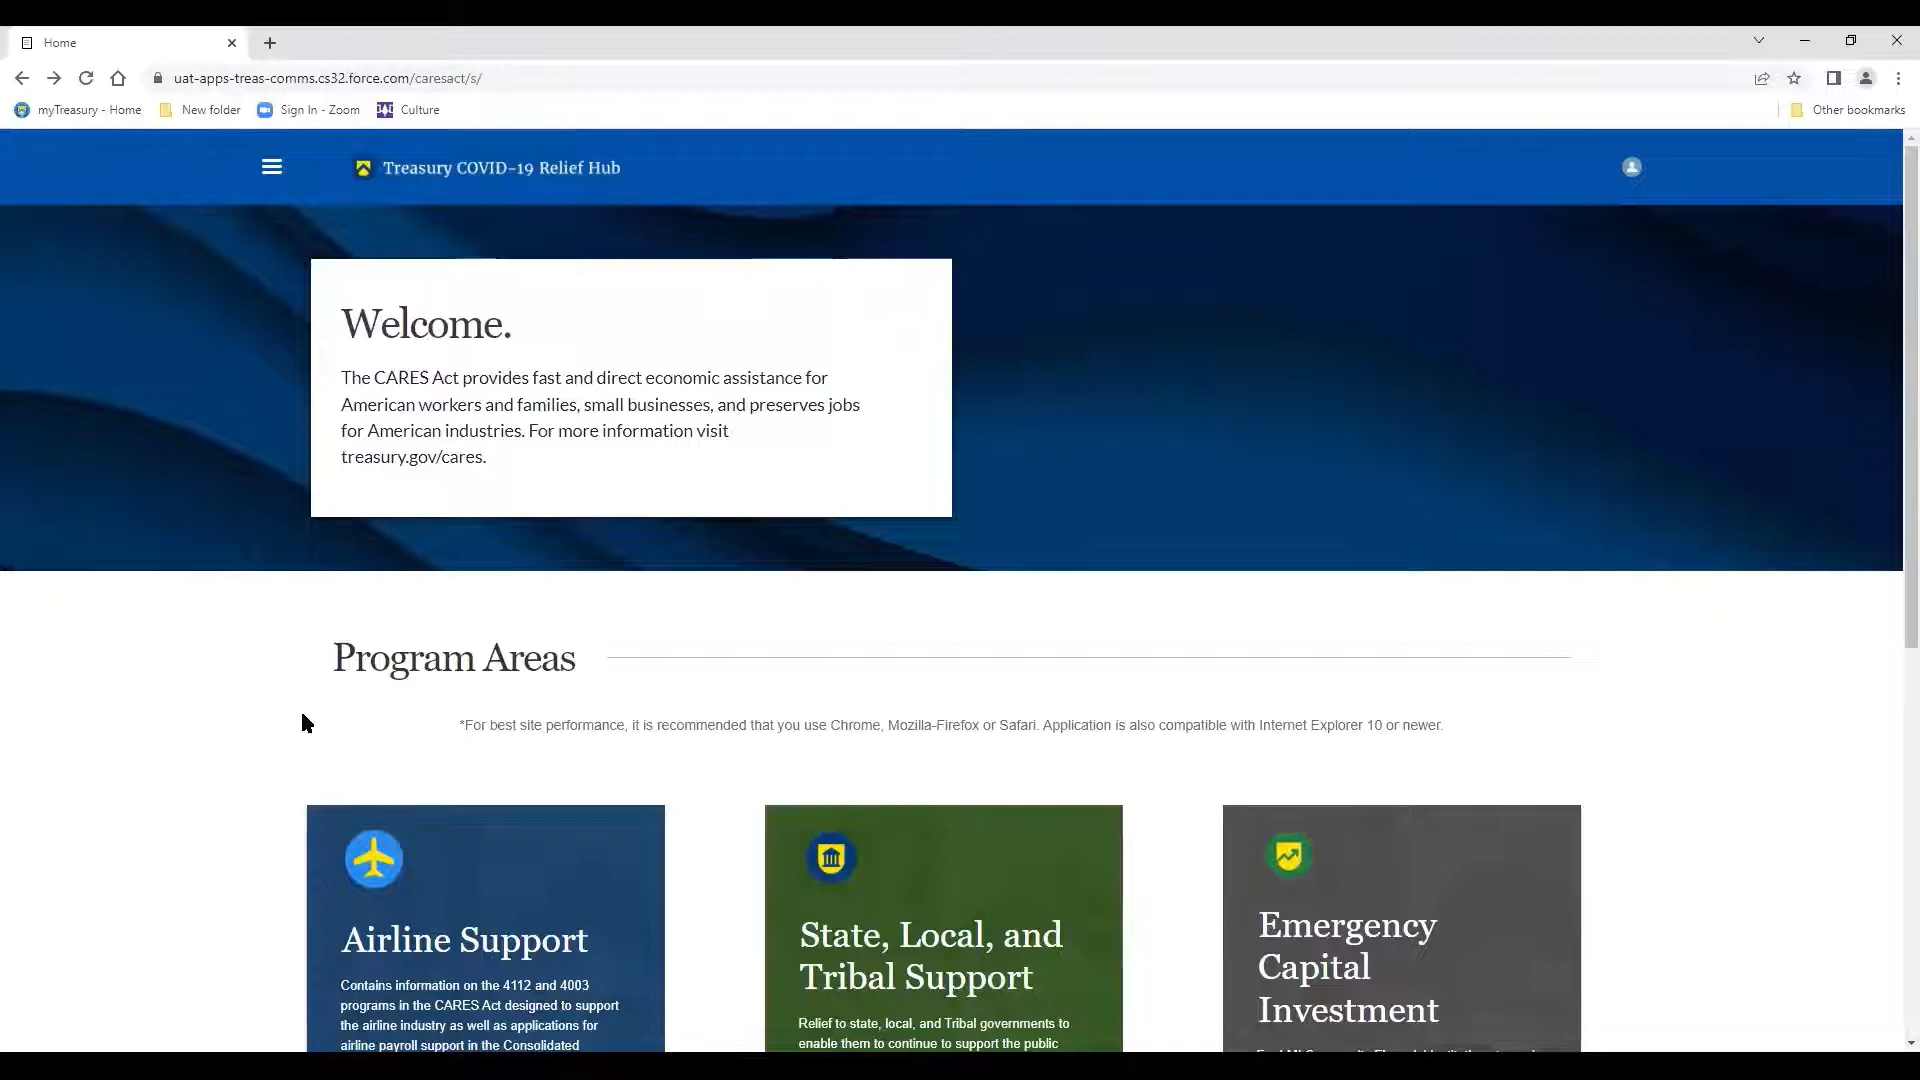 Home
uat-apps-treas-comms.cs32.force.com/caresact/s/
myTreasury - Home
New folder
Sign In - Zoom
Culture
Other bookmarks
Treasury COVID-19 Relief Hub
Welcome.
The CARES Act provides fast and direct economic assistance for
American workers and families, small businesses, and preserves jobs
for American industries. For more information visit
treasury.gov/cares.
Program Areas
*For best site performance, it is recommended that you use Chrome, Mozilla-Firefox or Safari. Application is also compatible with Internet Explorer 10 or newer.
Airline Support
Contains information on the 4112 and 4003
programs in the CARES Act designed to support
the airline industry as well as applications for
airline payroll support in the Consolidated
State, Local, and
Tribal Support
Relief to state, local, and Tribal governments to
enable them to continue to support the public
Emergency
Capital
Investment